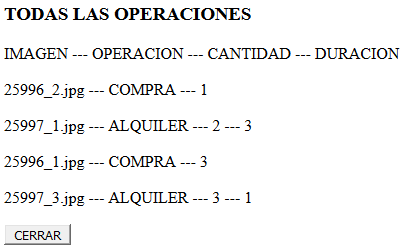 TODAS LAS OPERACIONES
IMAGEN --- OPERACION --- CANTIDAD --- DURACION
25996_2.jpg --- COMPRA --- 1
25997_1.jpg --- ALQUILER --- 2 --- 3
25996_1.jpg --- COMPRA --- 3
25997_3.jpg --- ALQUILER --- 3 --- 1
CERRAR